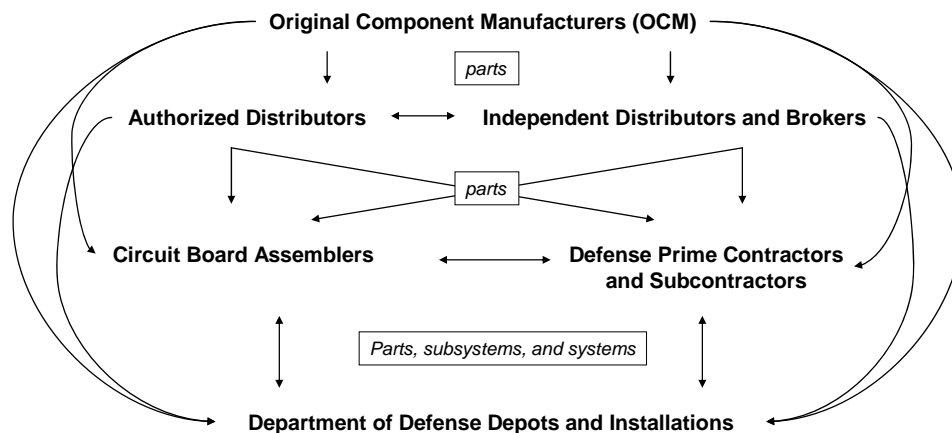 Original Component Manufacturers (OCM)
parts
Authorized Distributors
Independent Distributors and Brokers
parts
Circuit Board Assemblers
Defense Prime Contractors
and Subcontractors
Parts, subsystems, and systems
Department of Defense Depots and Installations